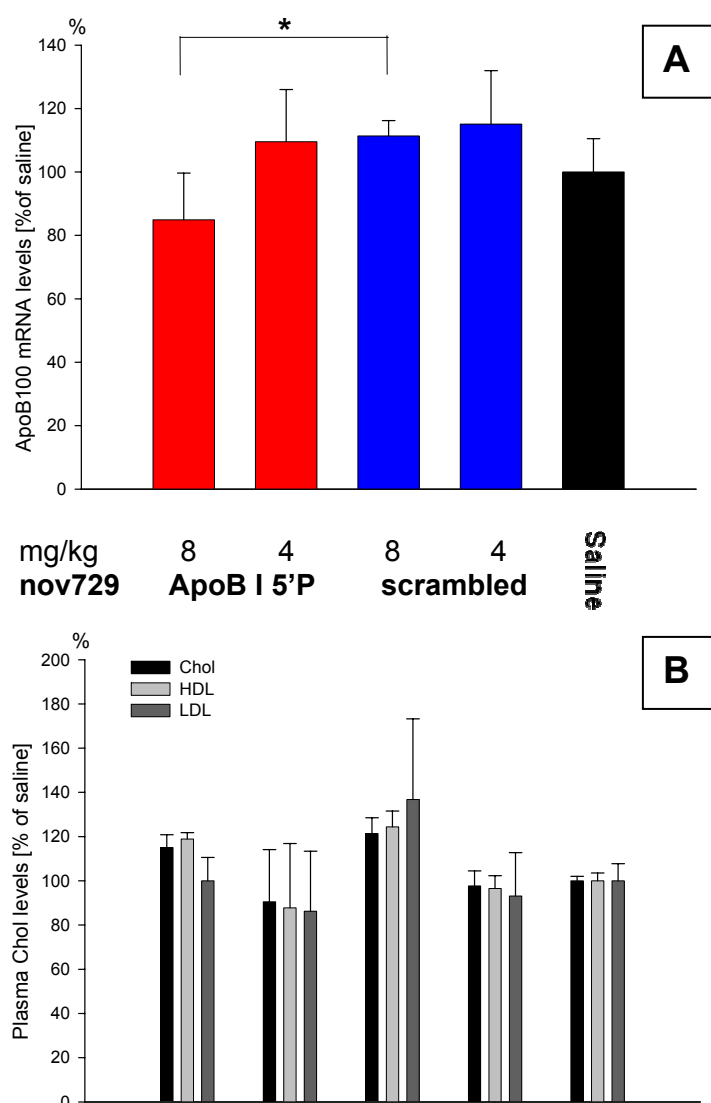 %
A
140
120
100
80
60
40
20
0
ApoB100 mRNA levels [%of saline]
*
mg/kg 8 4 8 4
nov729 ApoB I 5'P scrambled
Saline
%
B
200
180
160
140
120
100
80
60
40
20
0
Plasma Chol levels [% of saline]
Chol
HDL
LDL